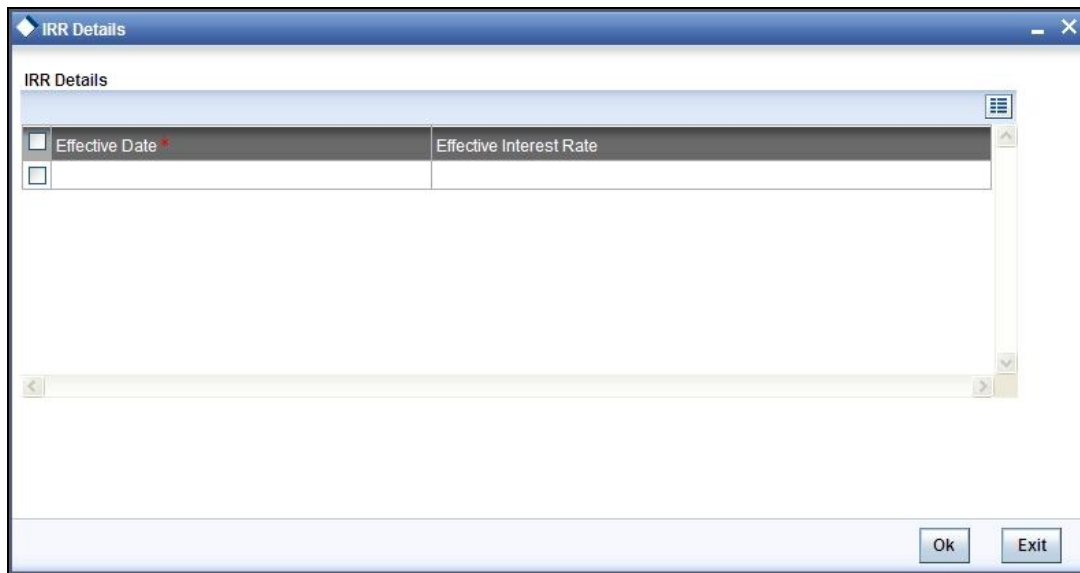 IRR Details
IRR Details
Effective Date * Effective Interest Rate
Ok Exit